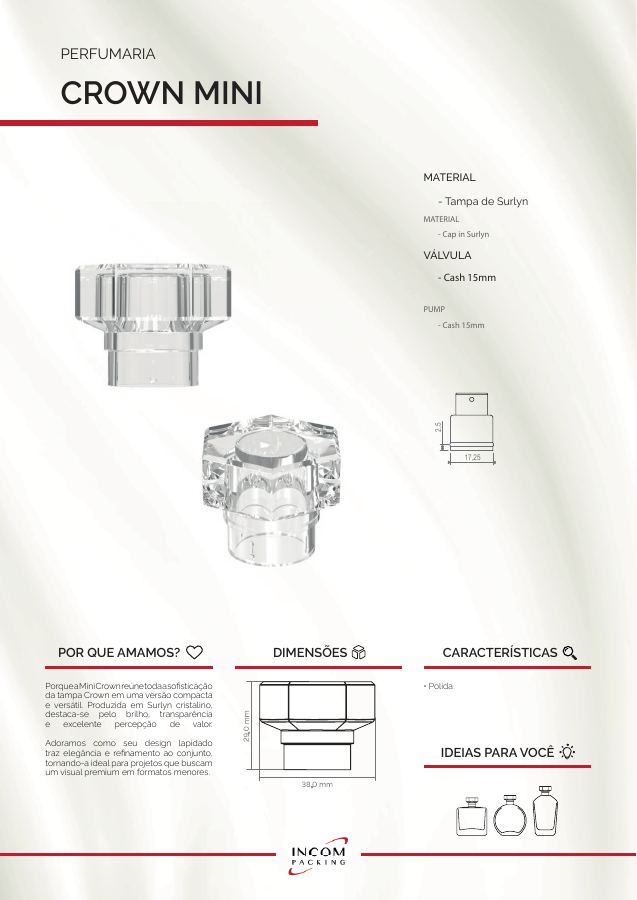 PERFUMARIA
CROWN MINI
MATERIAL
- Tampa de Surlyn
MATERIAL
- Cap in Surlyn
VÁLVULA
- Cash 15mm
PUMP
- Cash 15mm
2,5
17,25
POR QUE AMAMOS?
Porque a Mini Crown reúne toda a sofisticação
da tampa Crown em uma versão compacta
e versátil. Produzida em Surlyn cristalino,
destaca-se pelo brilho, transparência
e excelente percepção de valor.
Adoramos como seu design lapidado
traz elegância e refinamento ao conjunto,
tornando-a ideal para projetos que buscam
um visual premium em formatos menores.
DIMENSÕES
29,0 mm
38,0 mm
CARACTERÍSTICAS
• Polida
IDEIAS PARA VOCÊ
INCOM
PACKING